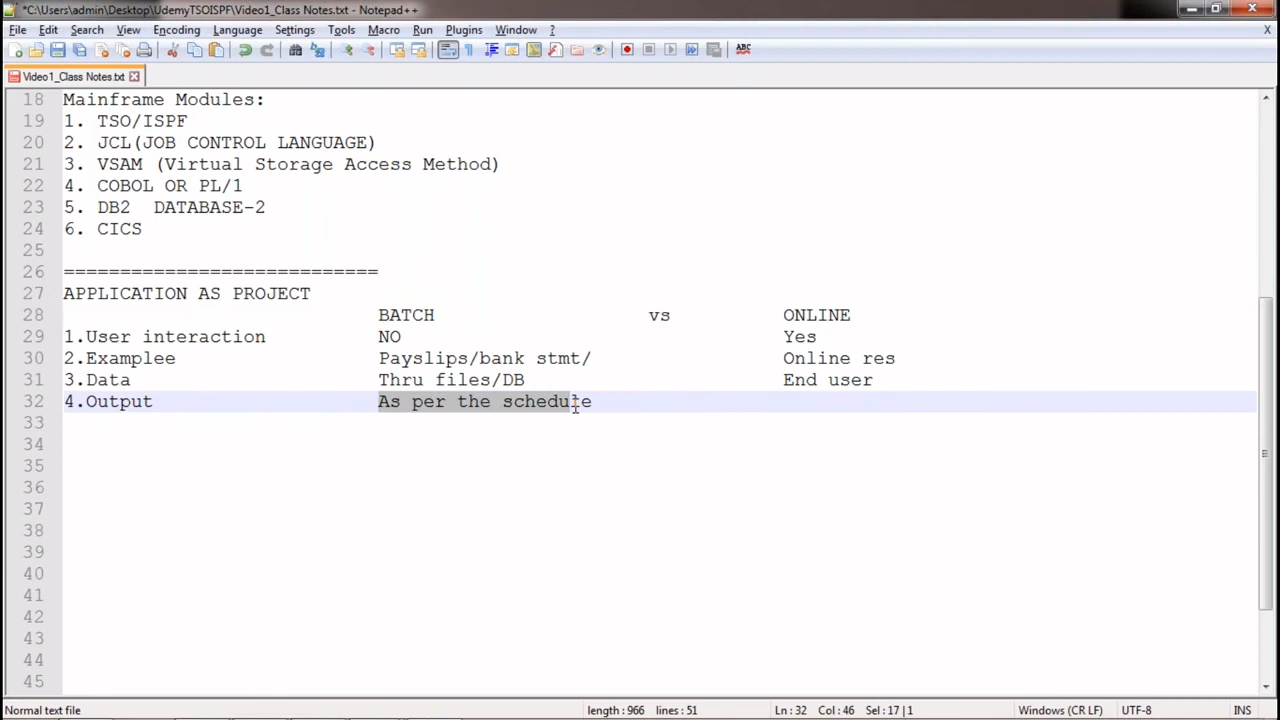 *C:\Users\admin\Desktop\UdemyTSOISPF\Video1_Class Notes.txt - Notepad++
File Edit Search View Encoding Language Settings Tools Macro Run Plugins Window ? X
ABC
Video1_Class Notes.txt
18 Mainframe Modules:
19 1. TSO/ISPF
20 2. JCL(JOB CONTROL LANGUAGE)
21 3. VSAM (Virtual Storage Access Method)
22 4. COBOL OR PL/1
23 5. DB2 DATABASE-2
24 6. CICS
25
26 ============================
27 APPLICATION AS PROJECT
28 BATCH vs ONLINE
29 1.User interaction NO Yes
30 2.Examplee Payslips/bank stmt/ Online res
31 3.Data Thru files/DB End user
32 4.Output As per the schedule
33
34
35
36
37
38
39
40
41
42
43
44
45
Normal text file length : 966 lines : 51 Ln : 32 Col : 46 Sel : 17 | 1 Windows (CR LF) UTF-8 INS